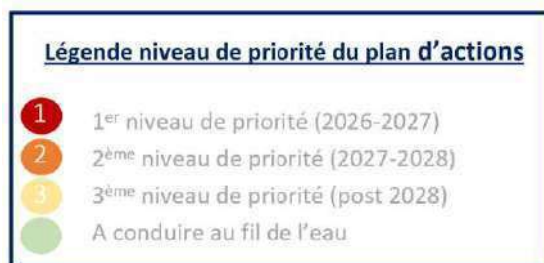 Légende niveau de priorité du plan d'actions
1 1er niveau de priorité (2026-2027)
2 2ème niveau de priorité (2027-2028)
3 3ème niveau de priorité (post 2028)
A conduire au fil de l'eau